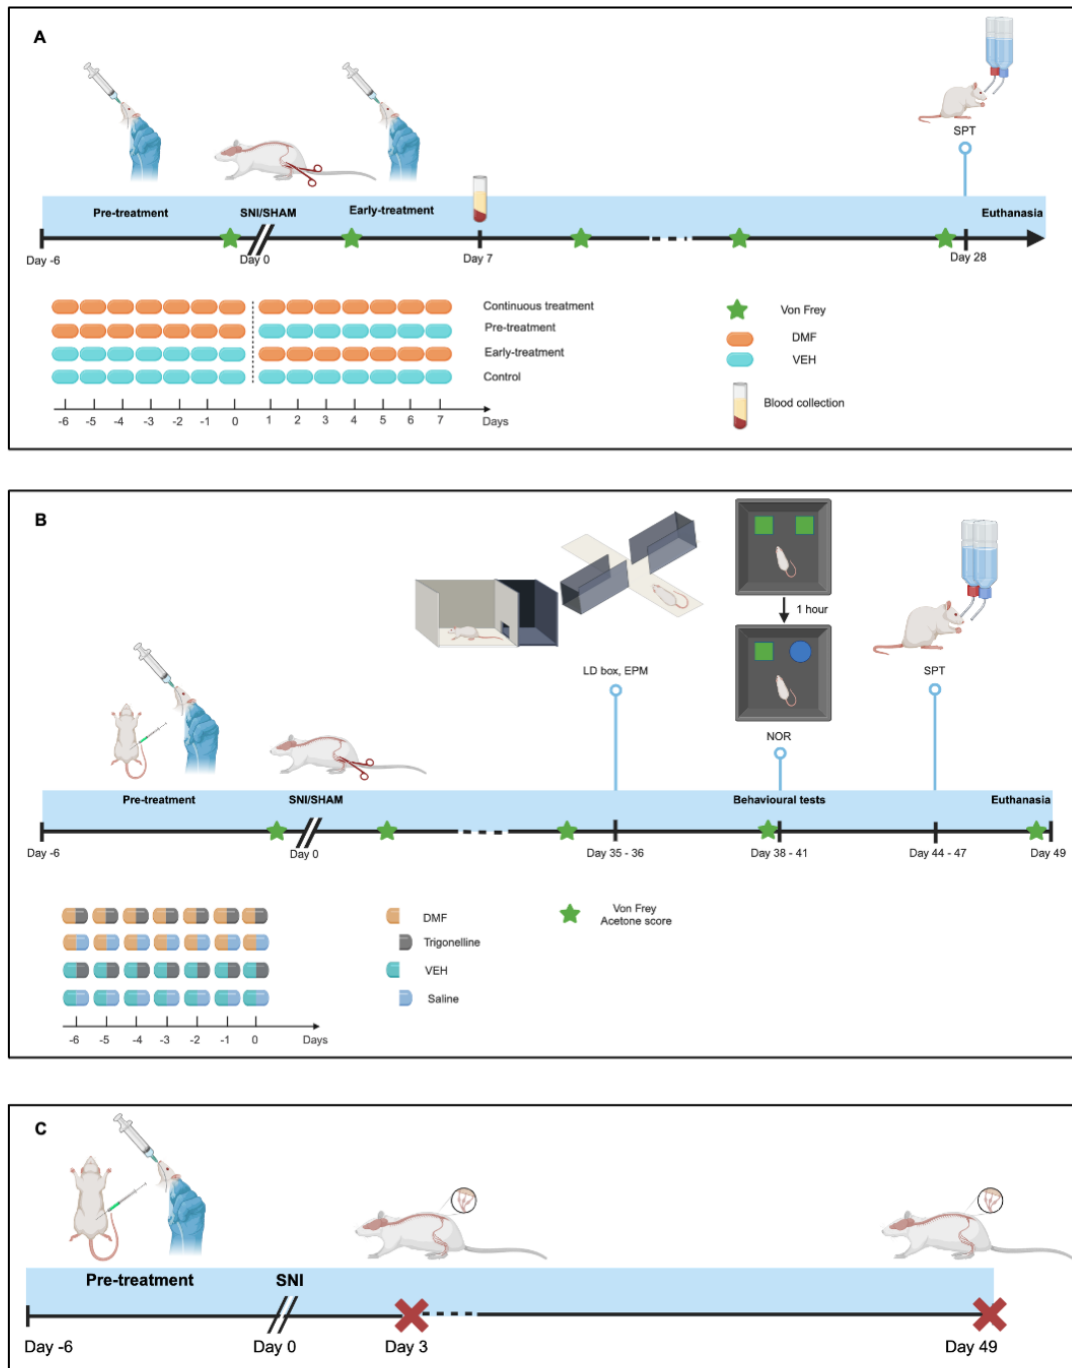 A
SPT
Pre-treatment
SNI/SHAM
Early-treatment
Euthanasia
Day -6
Day 0
Day 7
Day 28
Continuous treatment
Pre-treatment
Early-treatment
Control
-6 -5 -4 -3 -2 -1 0 1 2 3 4 5 6 7 Days
Von Frey
DMF
VEH
Blood collection
B
1 hour
LD box, EPM
NOR
SPT
Pre-treatment
SNI/SHAM
Behavioural tests
Euthanasia
Day -6
Day 0
Day 35 - 36
Day 38 - 41
Day 44 - 47
Day 49
DMF
Trigonelline
VEH
Saline
Von Frey
Acetone score
-6 -5 -4 -3 -2 -1 0 Days
C
Pre-treatment
SNI
Day -6
Day 0
Day 3
Day 49